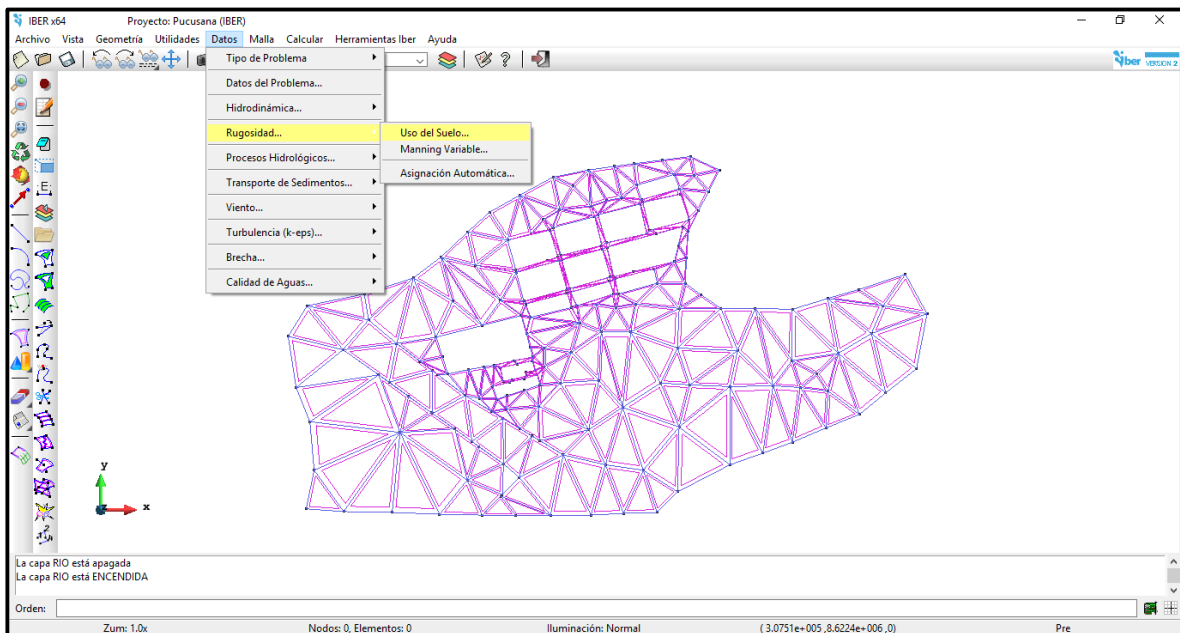 IBER x64 Proyecto: Pucusana (IBER)
Archivo Vista Geometría Utilidades Datos Malla Calcular Herramientas Iber Ayuda
Iber VERSION 2
Tipo de Problema
Datos del Problema...
Hidrodinámica...
Rugosidad...
Procesos Hidrológicos...
Transporte de Sedimentos...
Viento...
Turbulencia (k-eps)...
Brecha...
Calidad de Aguas...
Uso del Suelo...
Manning Variable...
Asignación Automática...
:E:
y
x
La capa RIO está apagada
La capa RIO está ENCENDIDA
Orden:
Zum: 1.0x Nodos: 0, Elementos: 0 Iluminación: Normal ( 3.0751e+005 ,8.6224e+006 ,0) Pre